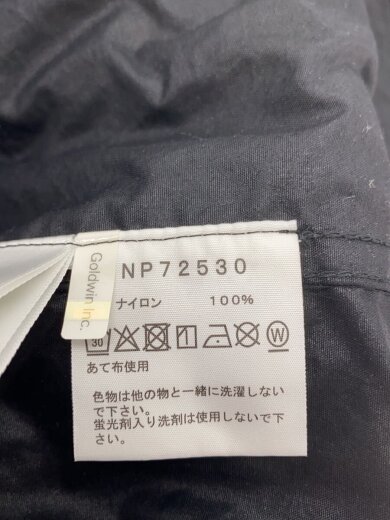 NP72530
Goldwin Inc.
ナイロン 100%
30
W
あて布使用
色物は他の物と一緒に洗濯しない
で下さい。
蛍光剤入り洗剤は使用しないで下
さい。